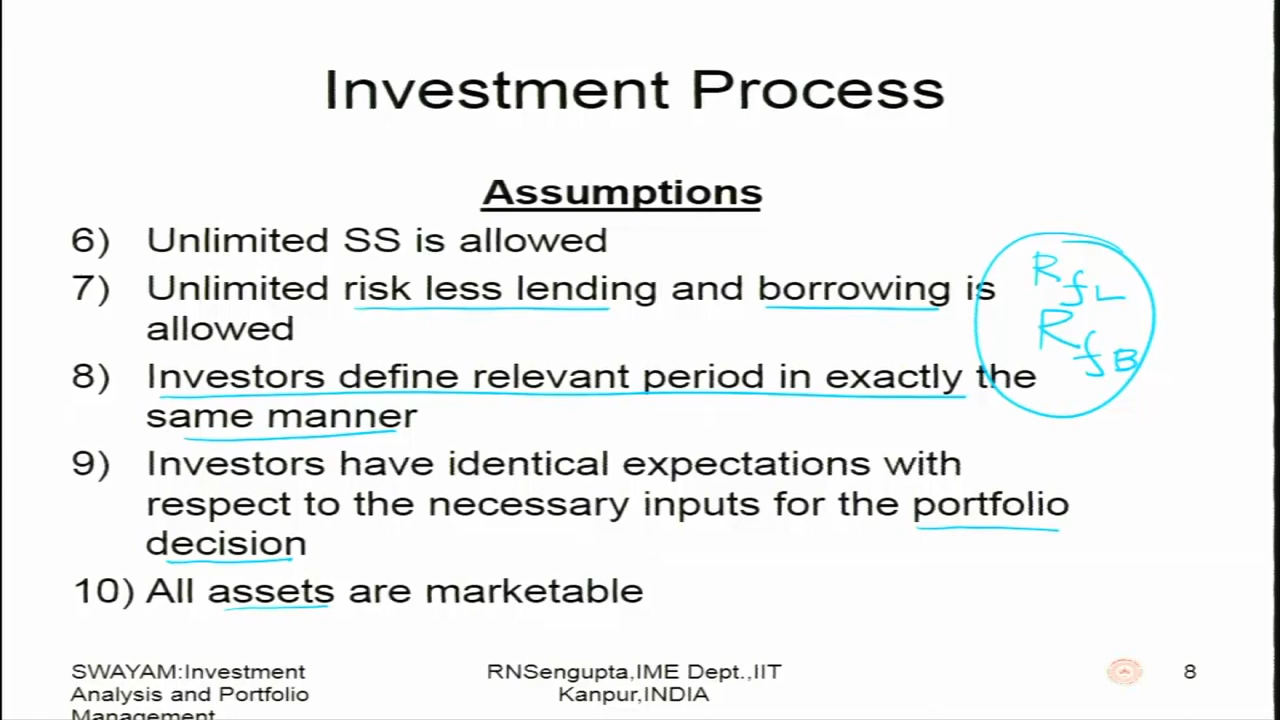 Investment Process
Assumptions
6) Unlimited SS is allowed
7) Unlimited risk less lending and borrowing is
allowed
8) Investors define relevant period in exactly the
same manner
9) Investors have identical expectations with
respect to the necessary inputs for the portfolio
decision
10) All assets are marketable
R f L
R f B
SWAYAM:Investment
Analysis and Portfolio
Management
RNSengupta,IME Dept.,IIT
Kanpur,INDIA
8